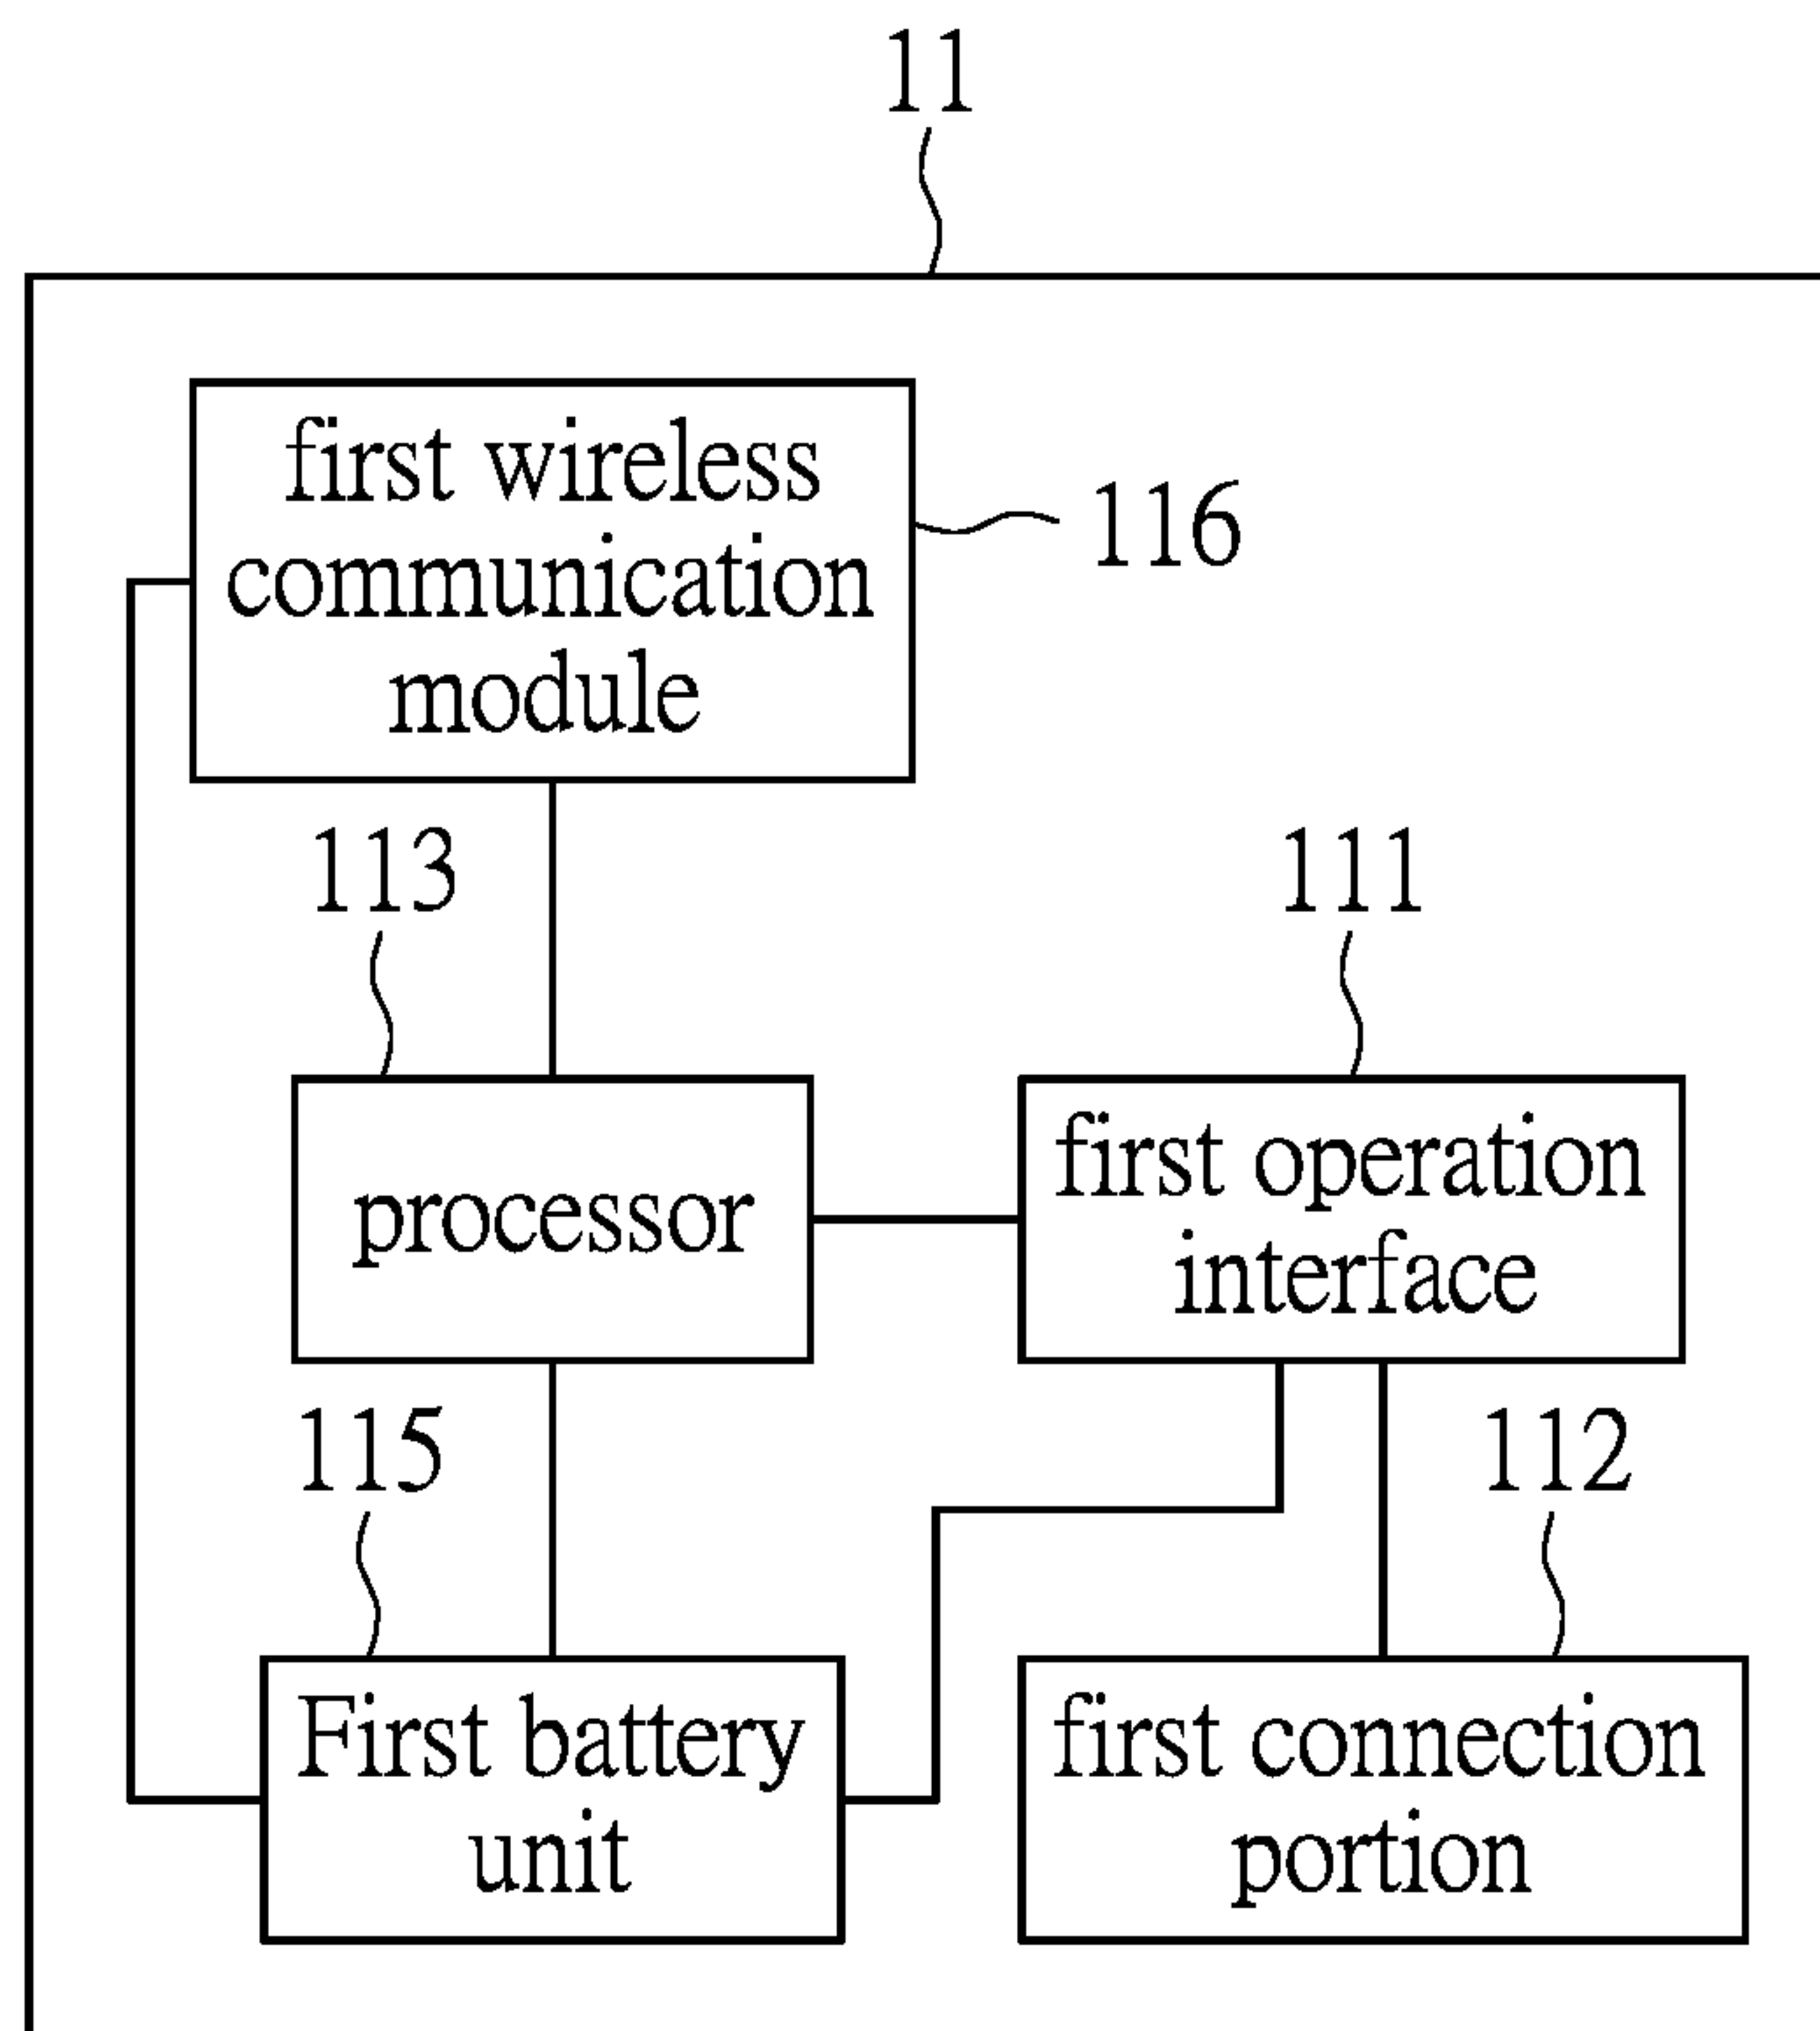 11
first wireless
communication
module
116
113
111
processor
first operation
interface
115
112
First battery
unit
first connection
portion